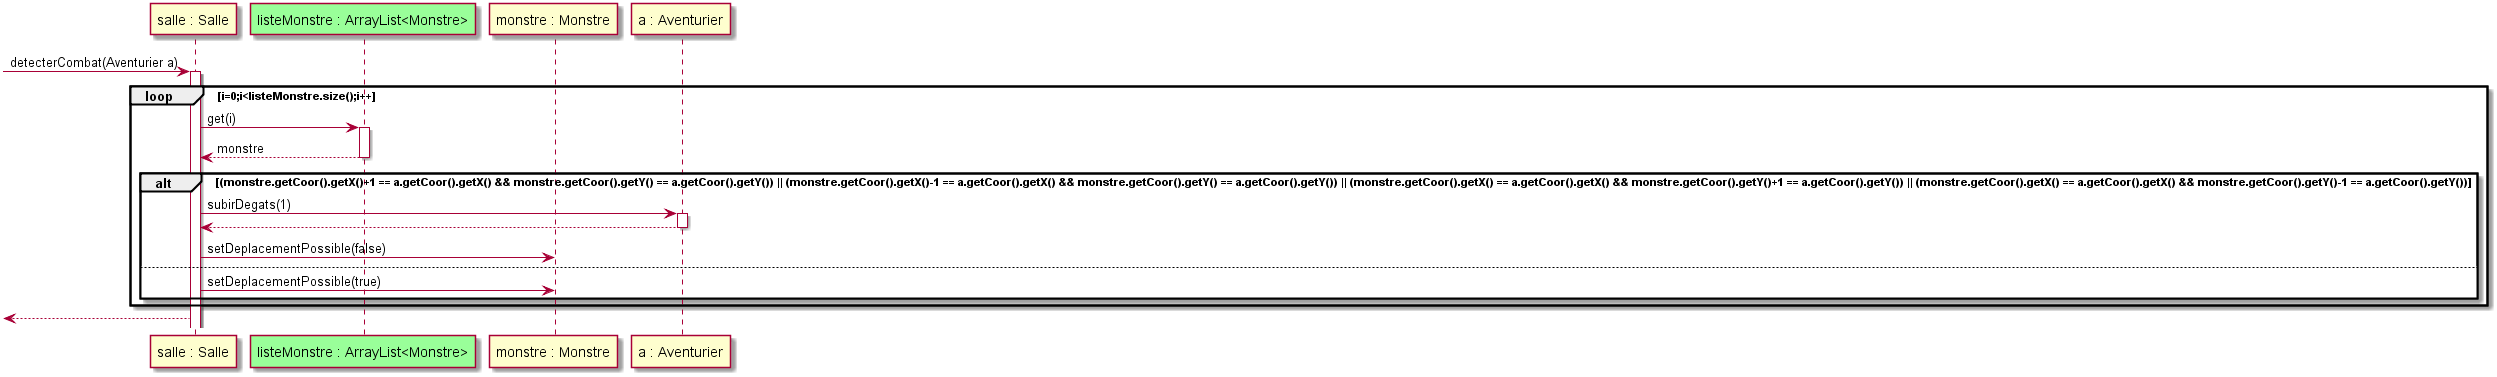 salle : Salle
listeMonstre : ArrayList<Monstre>
monstre : Monstre
a : Aventurier
detecterCombat(Aventurier a)
loop
[i=0;i<listeMonstre.size();i++]
get(i)
monstre
alt
[(monstre.getCoor().getX()+1 == a.getCoor().getX() && monstre.getCoor().getY() == a.getCoor().getY()) || (monstre.getCoor().getX()-1 == a.getCoor().getX() && monstre.getCoor().getY() == a.getCoor().getY()) || (monstre.getCoor().getX() == a.getCoor().getX() && monstre.getCoor().getY()+1 == a.getCoor().getY()) || (monstre.getCoor().getX() == a.getCoor().getX() && monstre.getCoor().getY()-1 == a.getCoor().getY())]
subirDegats(1)
setDeplacementPossible(false)
setDeplacementPossible(true)
salle : Salle
listeMonstre : ArrayList<Monstre>
monstre : Monstre
a : Aventurier